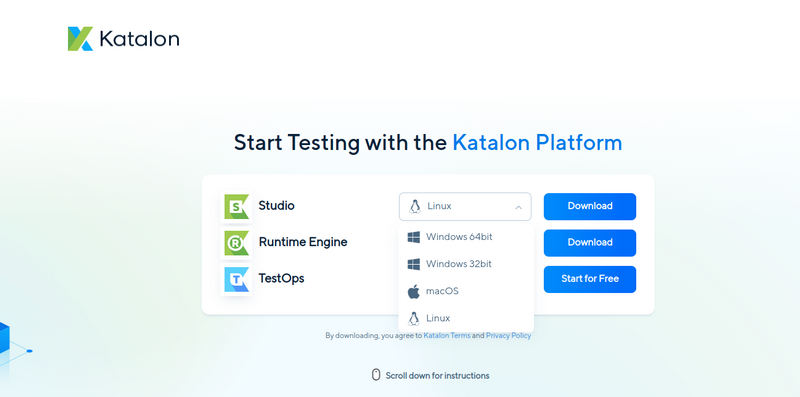 Katalon
Start Testing with the Katalon Platform
Studio
Linux
Download
Runtime Engine
Windows 64bit
Download
Windows 32bit
TestOps
Start for Free
macOS
Linux
By downloading, you agree to Katalon Terms and Privacy Policy
Scroll down for instructions